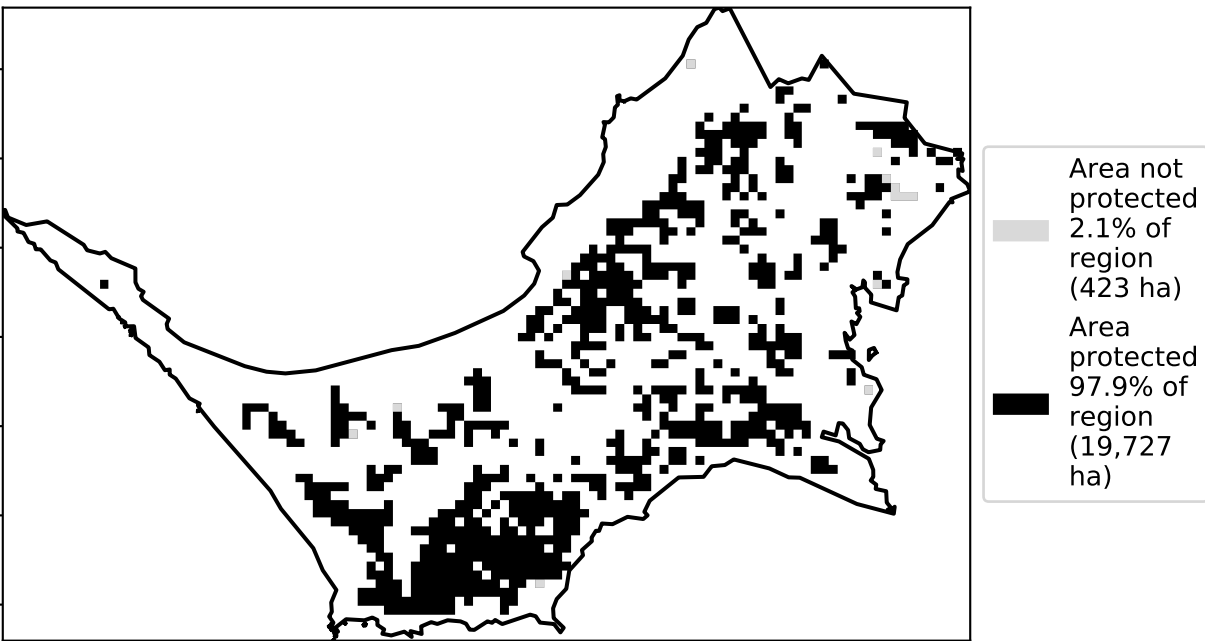 Area not
protected
2.1% of
region
(423 ha)
Area
protected
97.9% of
region
(19,727
ha)